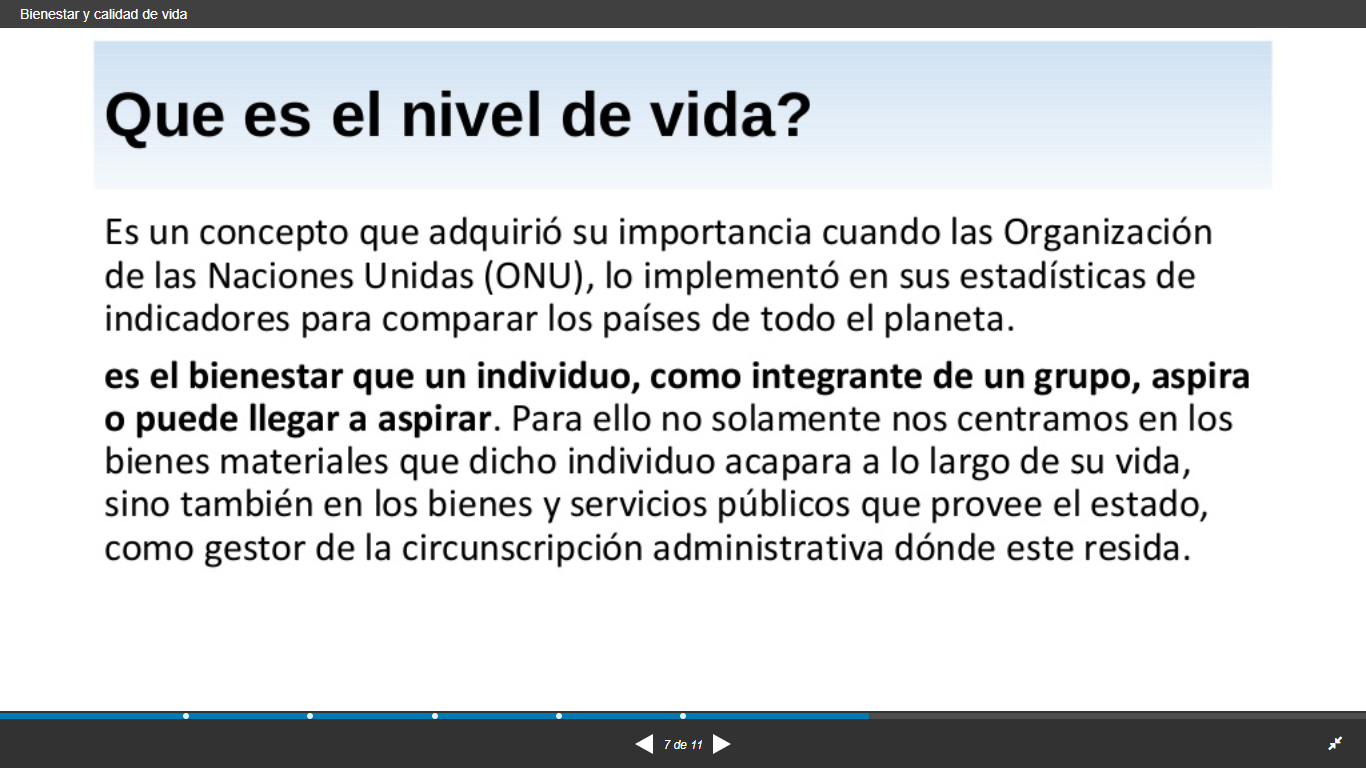 Bienestar y calidad de vida
Que es el nivel de vida?
Es un concepto que adquirió su importancia cuando las Organización
de las Naciones Unidas (ONU), lo implementó en sus estadísticas de
indicadores para comparar los países de todo el planeta.
es el bienestar que un individuo, como integrante de un grupo, aspira
o puede llegar a aspirar. Para ello no solamente nos centramos en los
bienes materiales que dicho individuo acapara a lo largo de su vida,
sino también en los bienes y servicios públicos que provee el estado,
como gestor de la circunscripción administrativa dónde este resida.
7 de 11